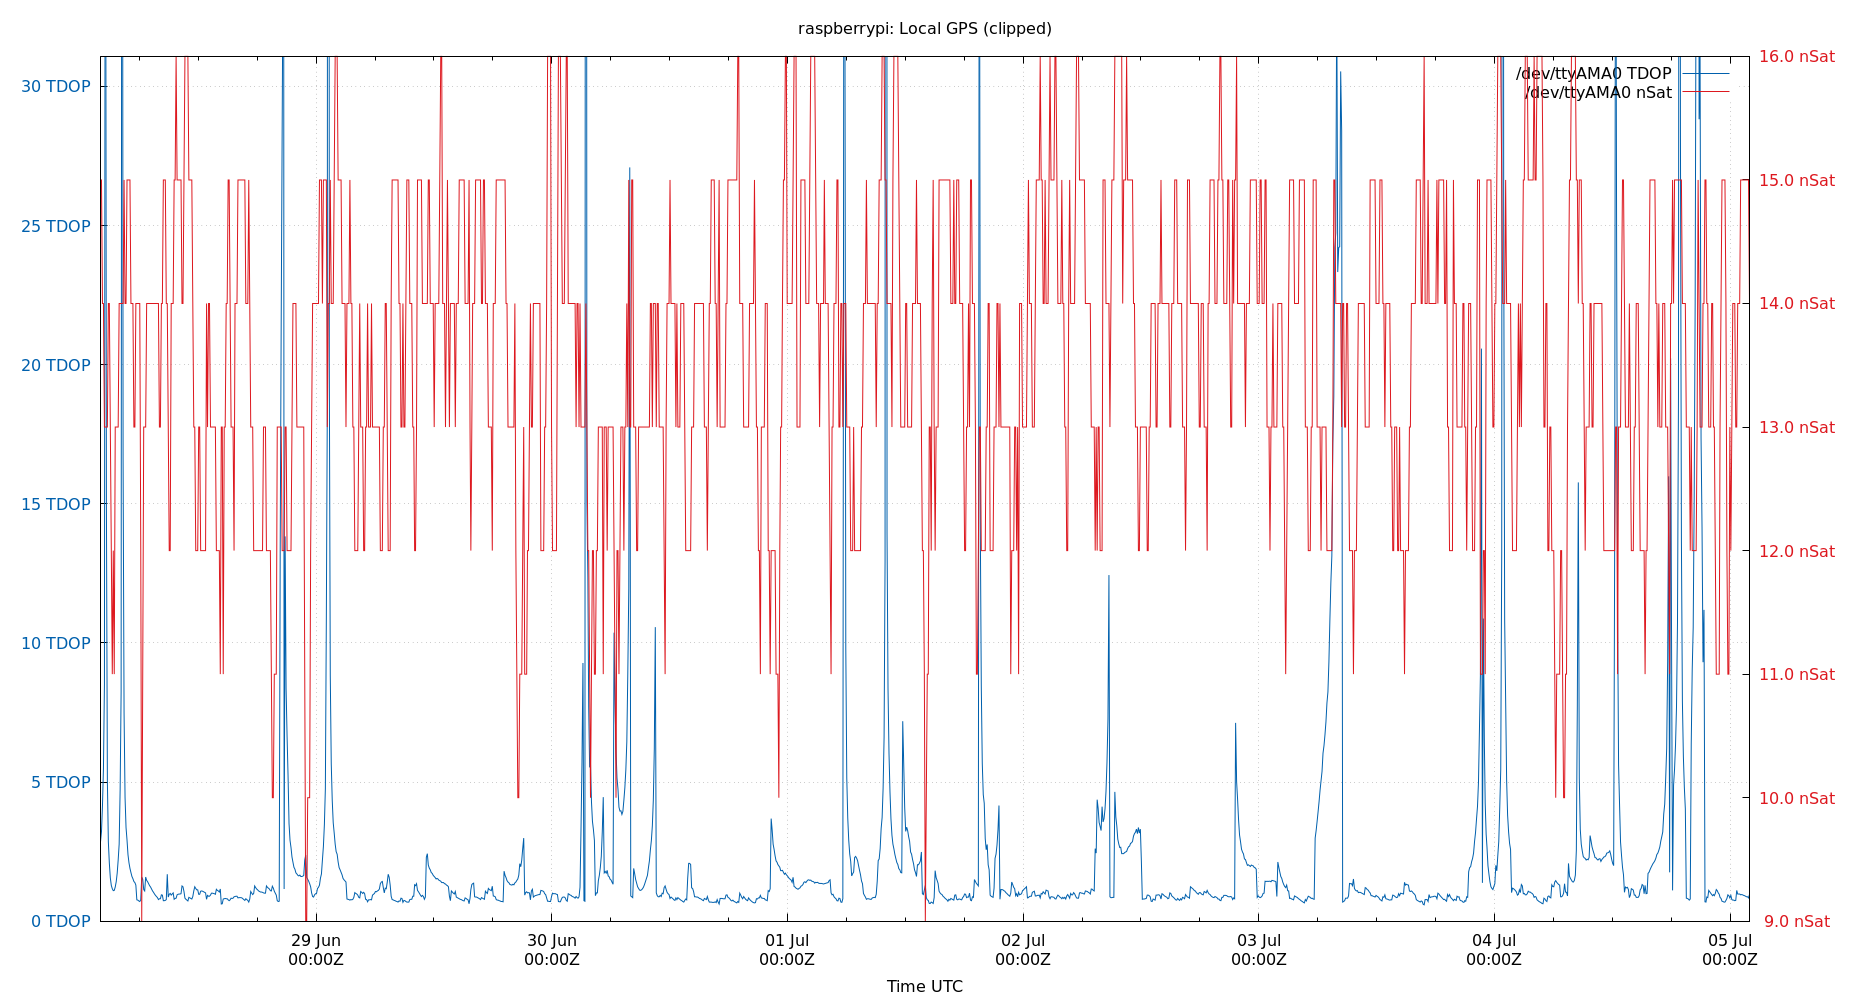 raspberrypi: Local GPS (clipped)
/dev/ttyAMA0 TDOP
/dev/ttyAMA0 nSat
30 TDOP
25 TDOP
20 TDOP
15 TDOP
10 TDOP
5 TDOP
0 TDOP
16.0 nSat
15.0 nSat
14.0 nSat
13.0 nSat
12.0 nSat
11.0 nSat
10.0 nSat
9.0 nSat
29 Jun
00:00Z
30 Jun
00:00Z
01 Jul
00:00Z
02 Jul
00:00Z
03 Jul
00:00Z
04 Jul
00:00Z
05 Jul
00:00Z
Time UTC